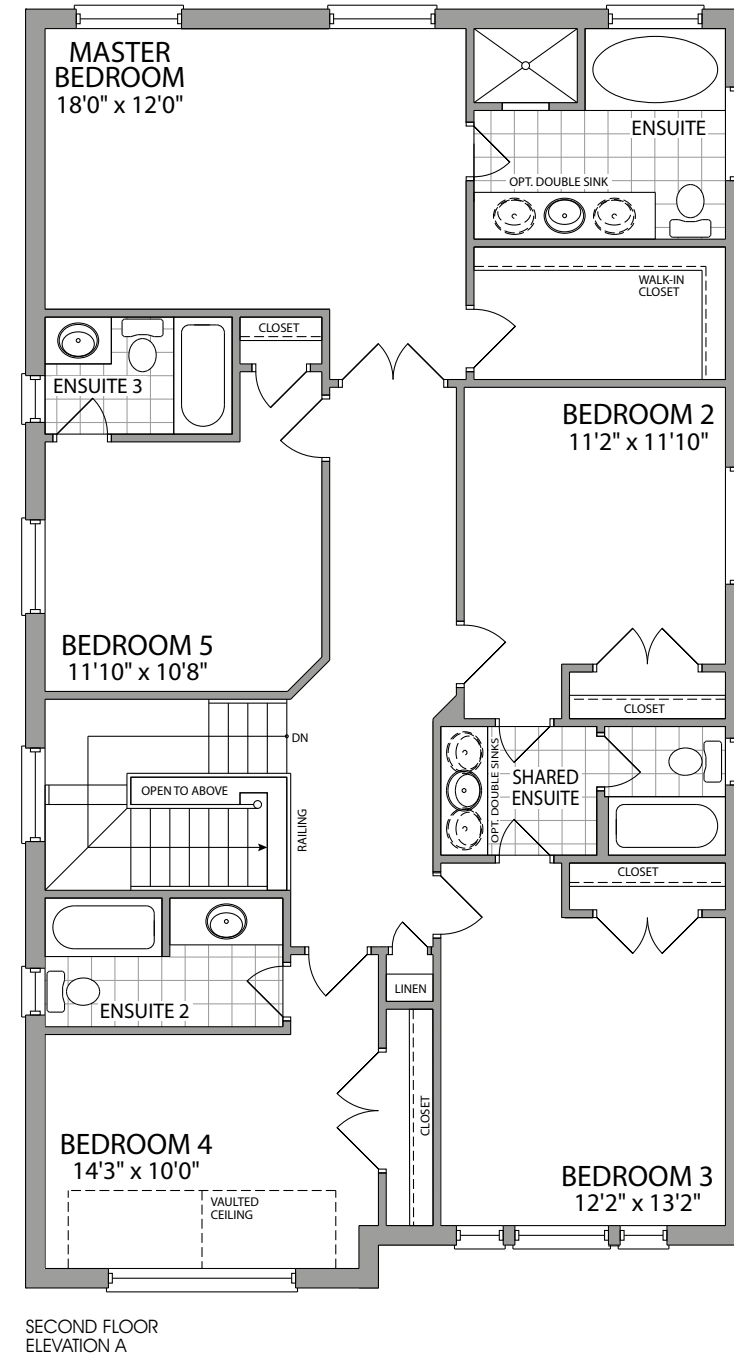 MASTER
BEDROOM
18'0" x 12'0"
ENSUITE
OPT. DOUBLE SINK
WALK-IN
CLOSET
CLOSET
ENSUITE 3
BEDROOM 2
11'2" x 11'10"
BEDROOM 5
11'10" x 10'8"
CLOSET
DN
OPEN TO ABOVE
RAILING
OPT. DOUBLE SINKS
SHARED
ENSUITE
CLOSET
LINEN
ENSUITE 2
CLOSET
BEDROOM 4
14'3" x 10'0"
VAULTED
CEILING
BEDROOM 3
12'2" x 13'2"
SECOND FLOOR
ELEVATION A